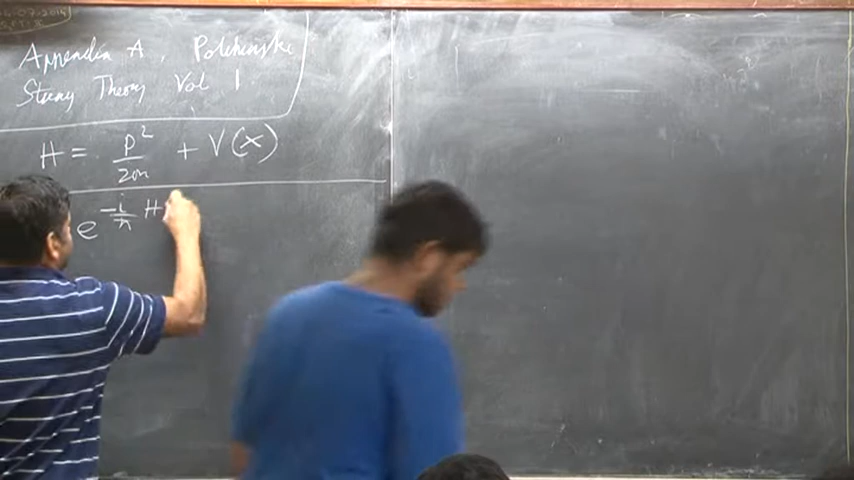 Appendix A, Polchinski
String Theory Vol 1.
H = p²/2m + V(x)
e^{-i/ħ H